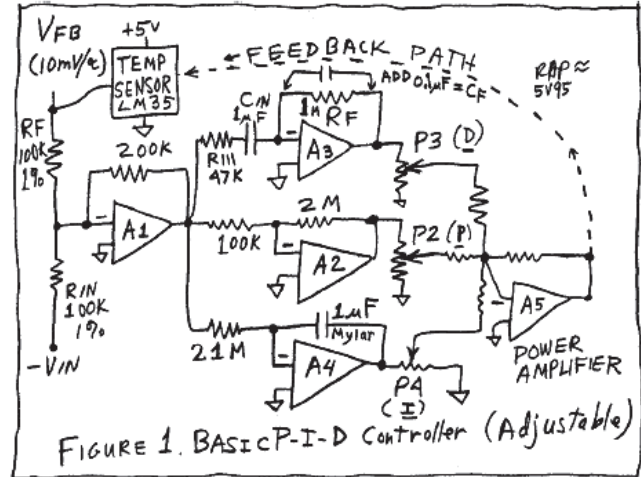 VFB
(10mV/°C)
+5V
TEMP
SENSOR
LM35
FEEDBACK PATH
ADD 0.1µF = CF
RAP ≈
5V95
RF
100K
1%
200K
CIN
1µF
1M
RF
RIII
47K
A3
P3 (D)
A1
100K
2M
A2
P2 (P)
RIN
100K
1%
-VIN
21M
1µF
Mylar
A4
P4
(I)
A5
POWER
AMPLIFIER
FIGURE 1. BASIC P-I-D Controller (Adjustable)